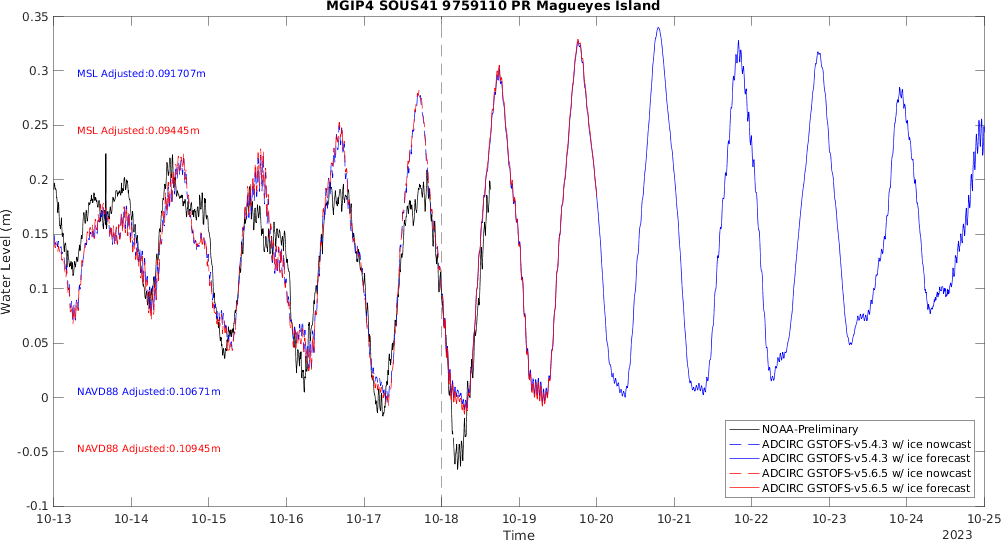 MGIP4 SOUS41 9759110 PR Magueyes Island
0.35
0.3
0.25
0.2
0.15
0.1
0.05
0
-0.05
-0.1
Water Level (m)
MSL Adjusted:0.091707m
MSL Adjusted:0.09445m
NAVD88 Adjusted:0.10671m
NAVD88 Adjusted:0.10945m
NOAA-Preliminary
ADCIRC GSTOFS-v5.4.3 w/ ice nowcast
ADCIRC GSTOFS-v5.4.3 w/ ice forecast
ADCIRC GSTOFS-v5.6.5 w/ ice nowcast
ADCIRC GSTOFS-v5.6.5 w/ ice forecast
10-13 10-14 10-15 10-16 10-17 10-18 10-19 10-20 10-21 10-22 10-23 10-24 10-25
Time
2023